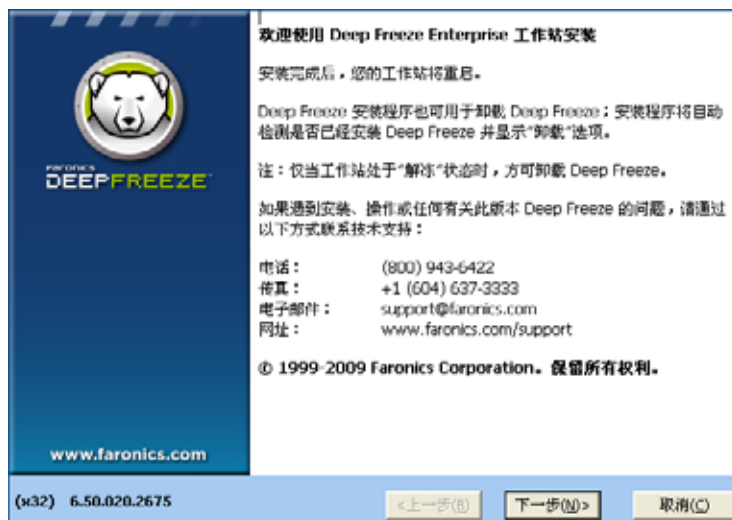 欢迎使用 Deep Freeze Enterprise 工作站安装
安装完成后，您的工作站将重启。
Deep Freeze 安装程序也可用于卸载 Deep Freeze；安装程序将自动
检测是否已经安装 Deep Freeze 并显示“卸载”选项。
注：仅当工作站处于“解冻”状态时，方可卸载 Deep Freeze。
如果遇到安装、操作或任何有关此版本 Deep Freeze 的问题，请通过
以下方式联系技术支持：
电话： (800) 943-6422
传真： +1 (604) 637-3333
电子邮件： support@faronics.com
网址： www.faronics.com/support
© 1999-2009 Faronics Corporation。保留所有权利。
FARONICS
DEEPFREEZE
www.faronics.com
(x32) 6.50.020.2675
<上一步(B) 下一步(N)> 取消(C)